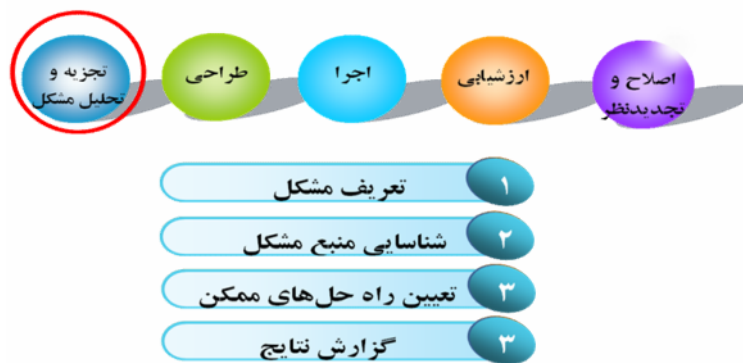 تجزیه و
تحلیل مشکل
طراحی
اجرا
ارزشیابی
اصلاح و
تجدیدنظر
۱ تعریف مشکل
۲ شناسایی منبع مشکل
۳ تعیین راه حل‌های ممکن
۳ گزارش نتایج